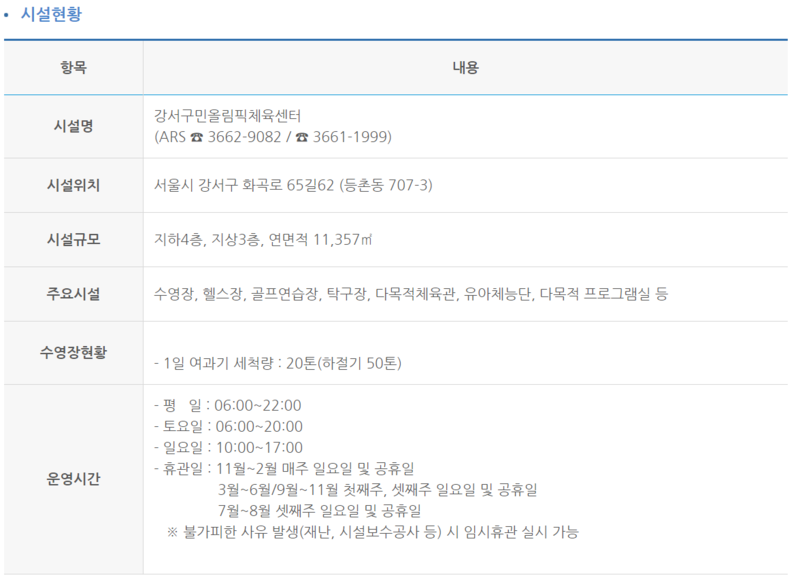 • 시설현황
항목 내용
시설명 강서구민올림픽체육센터
(ARS ☎ 3662-9082 / ☎ 3661-1999)
시설위치 서울시 강서구 화곡로 65길62 (등촌동 707-3)
시설규모 지하4층, 지상3층, 연면적 11,357㎡
주요시설 수영장, 헬스장, 골프연습장, 탁구장, 다목적체육관, 유아체능단, 다목적 프로그램실 등
수영장현황
- 1일 여과기 세척량 : 20톤(하절기 50톤)
운영시간
- 평 일 : 06:00~22:00
- 토요일 : 06:00~20:00
- 일요일 : 10:00~17:00
- 휴관일 : 11월~2월 매주 일요일 및 공휴일
3월~6월/9월~11월 첫째주, 셋째주 일요일 및 공휴일
7월~8월 셋째주 일요일 및 공휴일
※ 불가피한 사유 발생(재난, 시설보수공사 등) 시 임시휴관 실시 가능